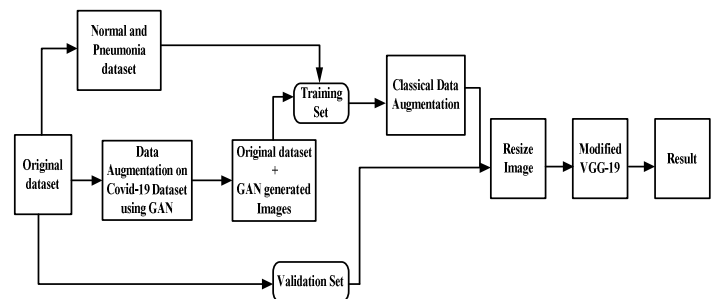 Normal and
Pneumonia
dataset
Training
Set
Classical Data
Augmentation
Original
dataset
Data
Augmentation on
Covid-19 Dataset
using GAN
Original dataset
+
GAN generated
Images
Resize
Image
Modified
VGG-19
Result
Validation Set